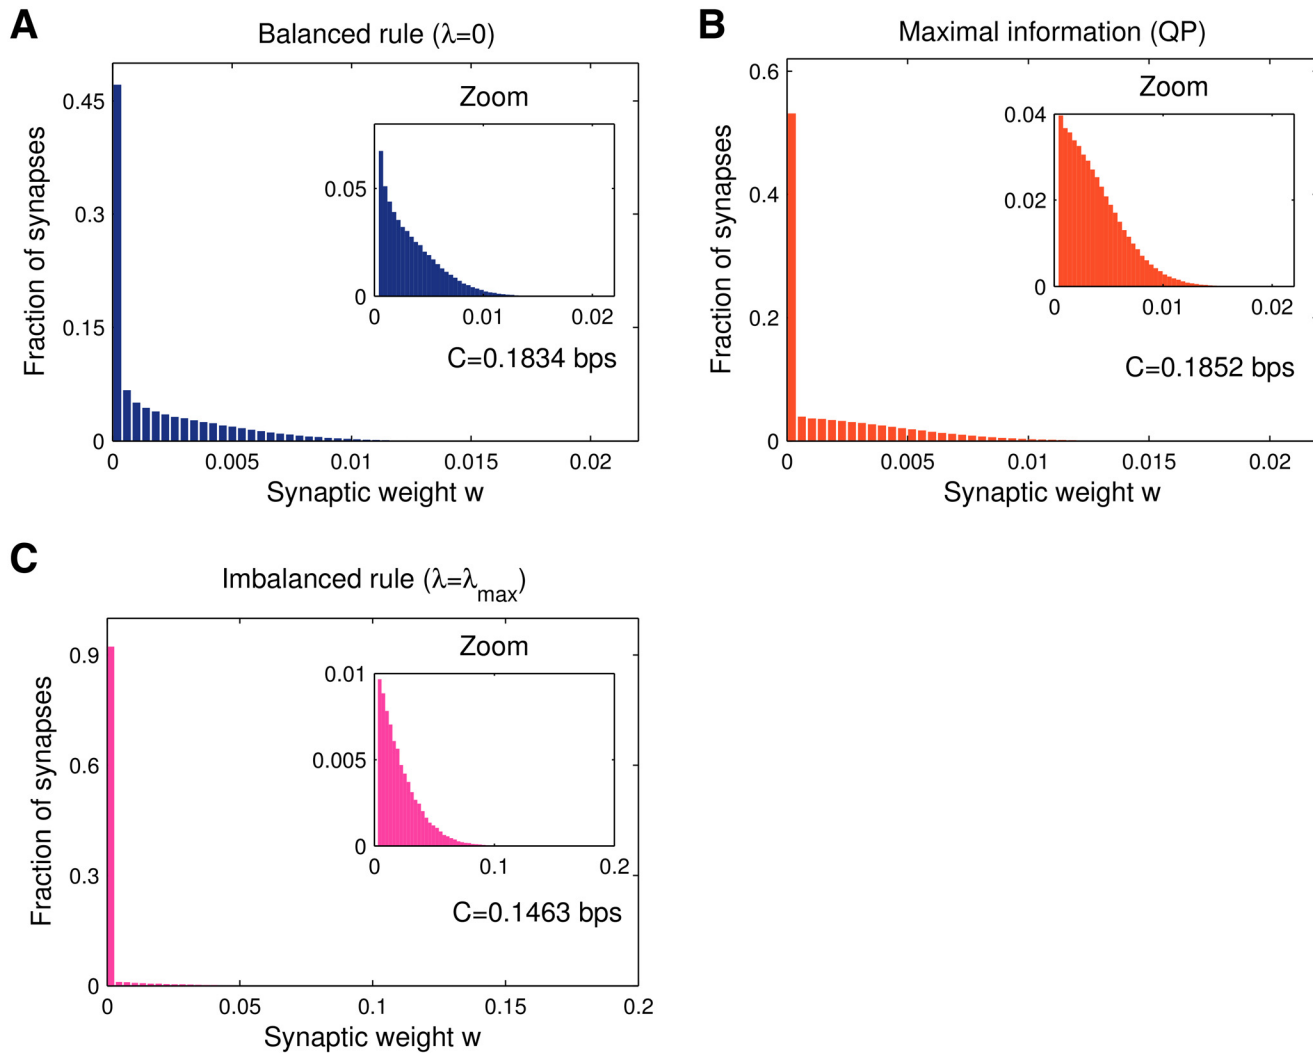 A
Balanced rule (λ=0)
Fraction of synapses
0.45
0.3
0.15
0
0
0.005
0.01
0.015
0.02
Synaptic weight w
Zoom
0.05
0
0
0.01
0.02
C=0.1834 bps
B
Maximal information (QP)
Fraction of synapses
0.6
0.4
0.2
0
0
0.005
0.01
0.015
0.02
Synaptic weight w
Zoom
0.04
0.02
0
0
0.01
0.02
C=0.1852 bps
C
Imbalanced rule (λ=λmax)
Fraction of synapses
0.9
0.6
0.3
0
0
0.05
0.1
0.15
0.2
Synaptic weight w
Zoom
0.01
0.005
0
0
0.1
0.2
C=0.1463 bps